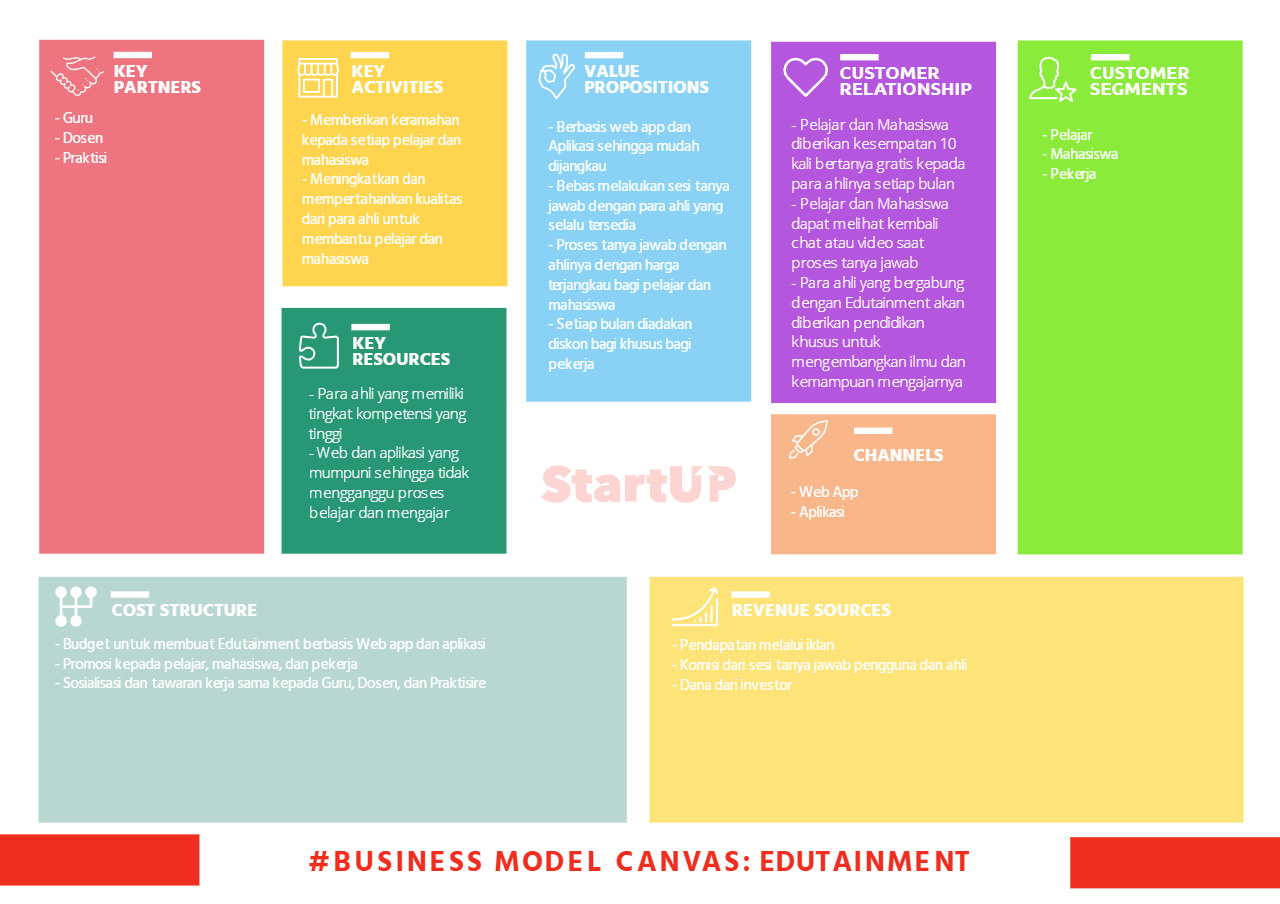 KEY
PARTNERS
- Guru
- Dosen
- Praktisi
KEY
ACTIVITIES
- Memberikan keramahan
kepada setiap pelajar dan
mahasiswa
- Meningkatkan dan
mempertahankan kualitas
dari para ahli untuk
membantu pelajar dan
mahasiswa
KEY
RESOURCES
- Para ahli yang memiliki
tingkat kompetensi yang
tinggi
- Web dan aplikasi yang
mumpuni sehingga tidak
mengganggu proses
belajar dan mengajar
VALUE
PROPOSITIONS
- Berbasis web app dan
Aplikasi sehingga mudah
dijangkau
- Bebas melakukan sesi tanya
jawab dengan para ahli yang
selalu tersedia
- Proses tanya jawab dengan
ahlinya dengan harga
terjangkau bagi pelajar dan
mahasiswa
- Setiap bulan diadakan
diskon bagi khusus bagi
pekerja
StartUP
CUSTOMER
RELATIONSHIP
- Pelajar dan Mahasiswa
diberikan kesempatan 10
kali bertanya gratis kepada
para ahlinya setiap bulan
- Pelajar dan Mahasiswa
dapat melihat kembali
chat atau video saat
proses tanya jawab
- Para ahli yang bergabung
dengan Edutainment akan
diberikan pendidikan
khusus untuk
mengembangkan ilmu dan
kemampuan mengajarnya
CHANNELS
- Web App
- Aplikasi
CUSTOMER
SEGMENTS
- Pelajar
- Mahasiswa
- Pekerja
COST STRUCTURE
- Budget untuk membuat Edutainment berbasis Web app dan aplikasi
- Promosi kepada pelajar, mahasiswa, dan pekerja
- Sosialisasi dan tawaran kerja sama kepada Guru, Dosen, dan Praktisire
REVENUE SOURCES
- Pendapatan melalui iklan
- Komisi dari sesi tanya jawab pengguna dan ahli
- Dana dari investor
#BUSINESS MODEL CANVAS: EDUTAINMENT